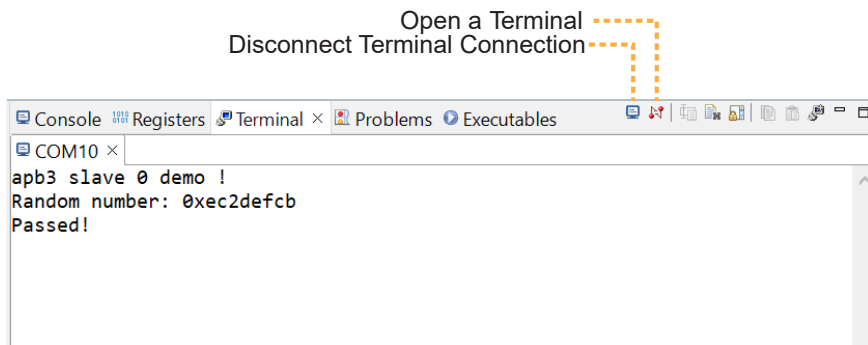 Open a Terminal
Disconnect Terminal Connection
Console Registers Terminal Problems Executables
COM10
apb3 slave 0 demo !
Random number: 0xec2defcb
Passed!